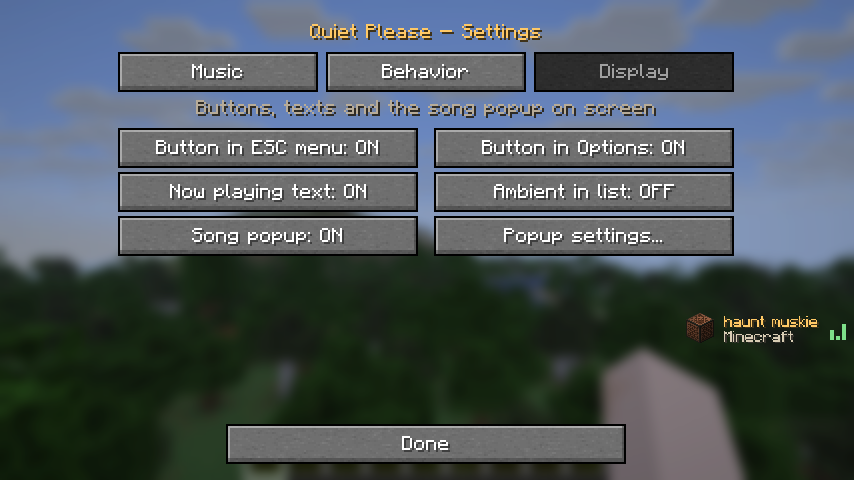 Quiet Please - Settings
Music
Behavior
Display
Buttons, texts and the song popup on screen
Button in ESC menu: ON
Button in Options: ON
Now playing text: ON
Ambient in list: OFF
Song popup: ON
Popup settings...
haunt muskie
Minecraft
Done